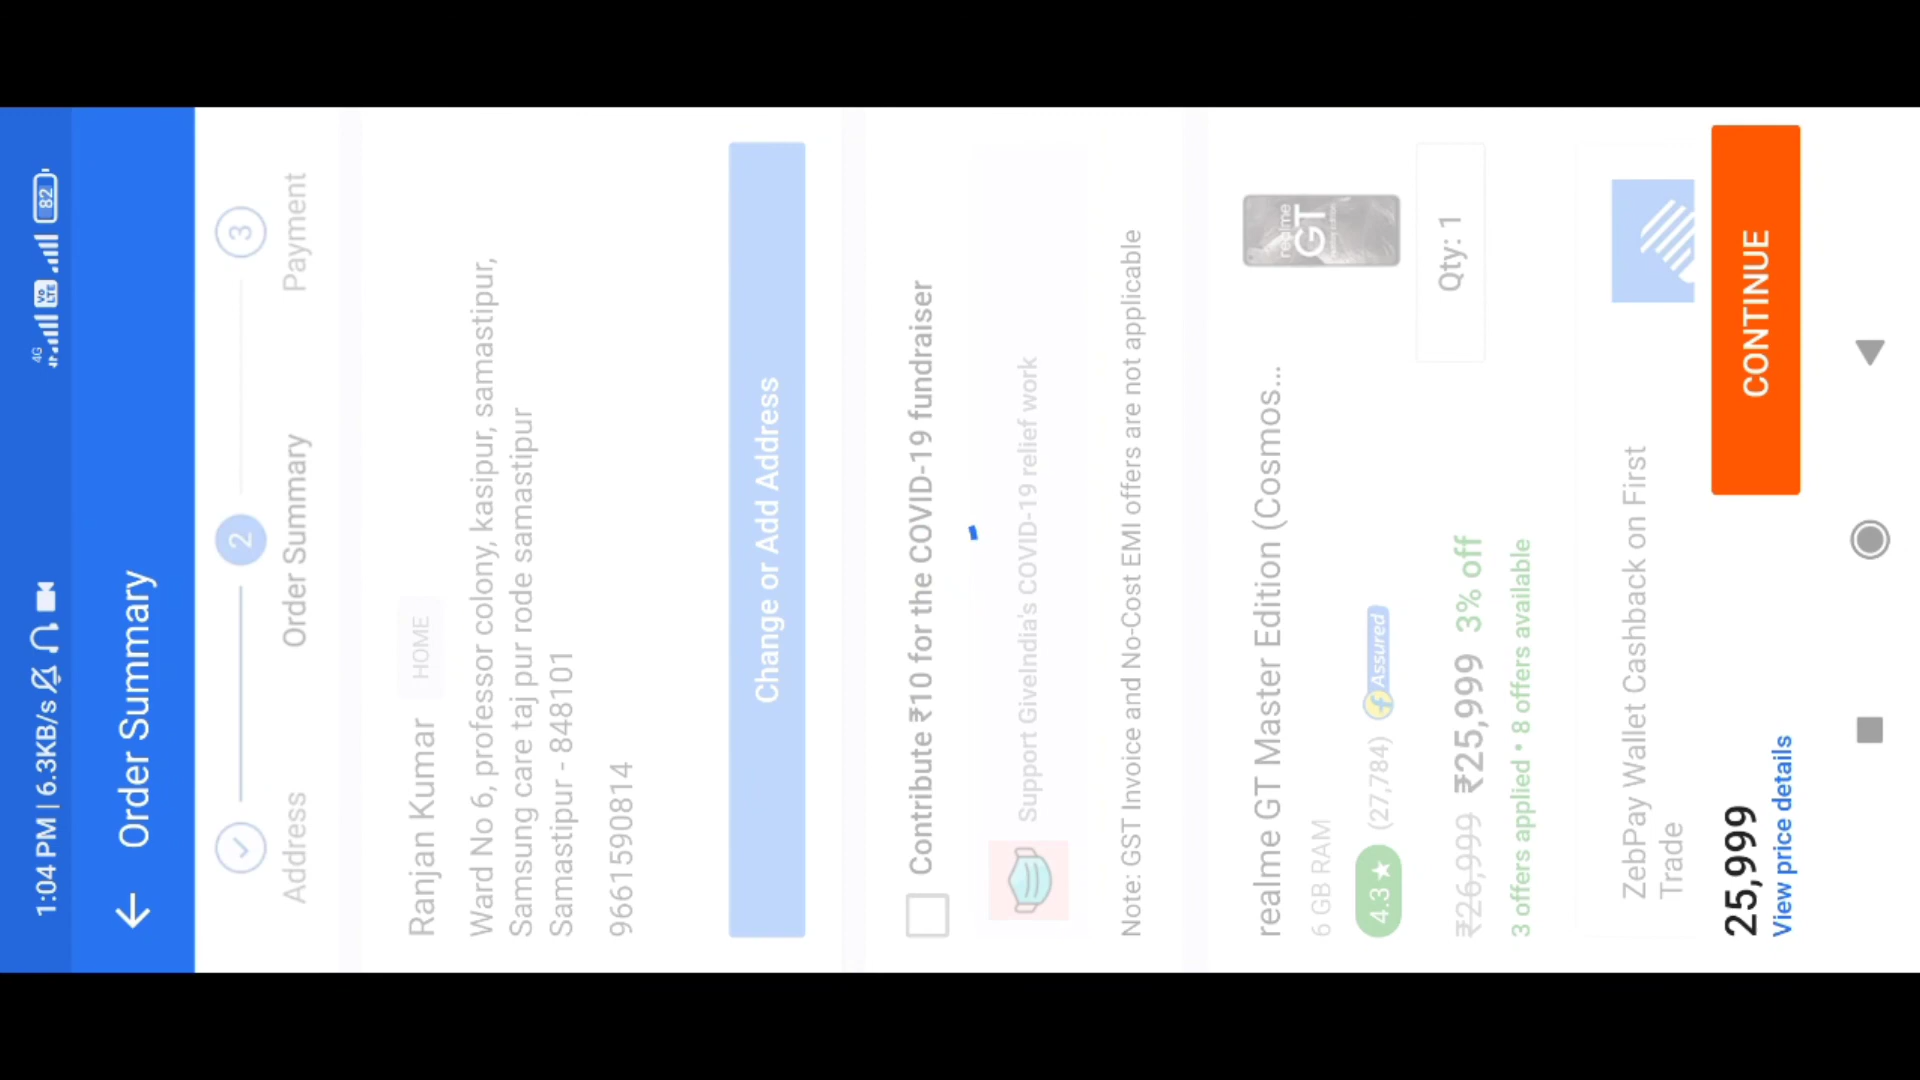 1:04 PM | 6.3KB/s
4G
Vo
LTE
82
Order Summary
2
3
Address
Order Summary
Payment
Ranjan Kumar
HOME
Ward No 6, professor colony, kasipur, samastipur,
Samsung care taj pur rode samastipur
Samastipur - 848101
9661590814
Change or Add Address
Contribute ₹10 for the COVID-19 fundraiser
Support GiveIndia's COVID-19 relief work
Note: GST Invoice and No-Cost EMI offers are not applicable
realme GT Master Edition (Cosmos...
realme
GT
6 GB RAM
4.3 ★ (27,784) f Assured
Qty: 1
₹26,999 ₹25,999 3% off
3 offers applied • 8 offers available
ZebPay Wallet Cashback on First
Trade
25,999
View price details
CONTINUE